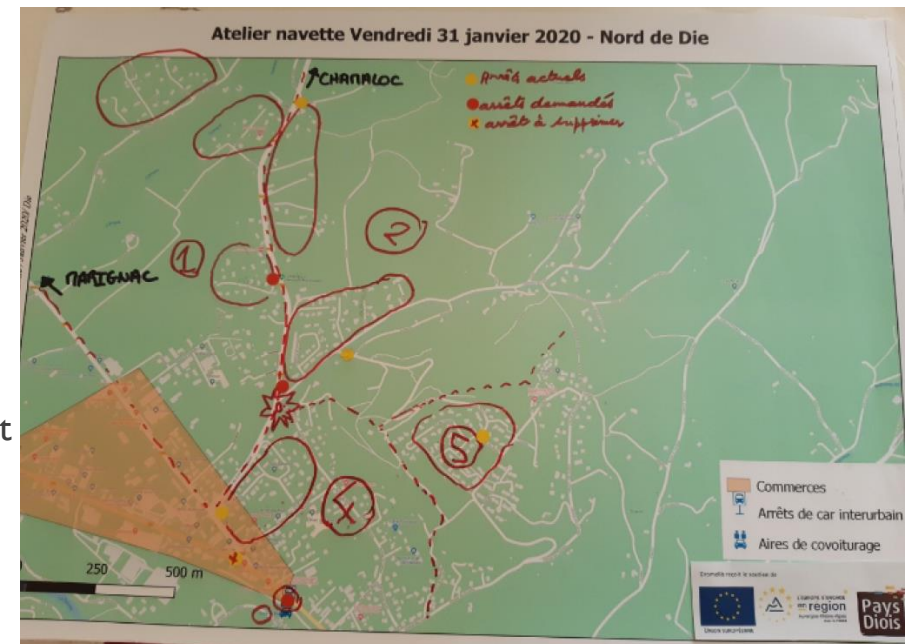 Atelier navette Vendredi 31 janvier 2020 - Nord de Die
CHAMALOC
Arrêts actuels
arrêts demandés
arrêt à supprimer
2
1
MARIGNAC
t
5
4
Commerces
Arrêts de car interurbain
Aires de covoiturage
250
500 m
en region
Pays
Diois